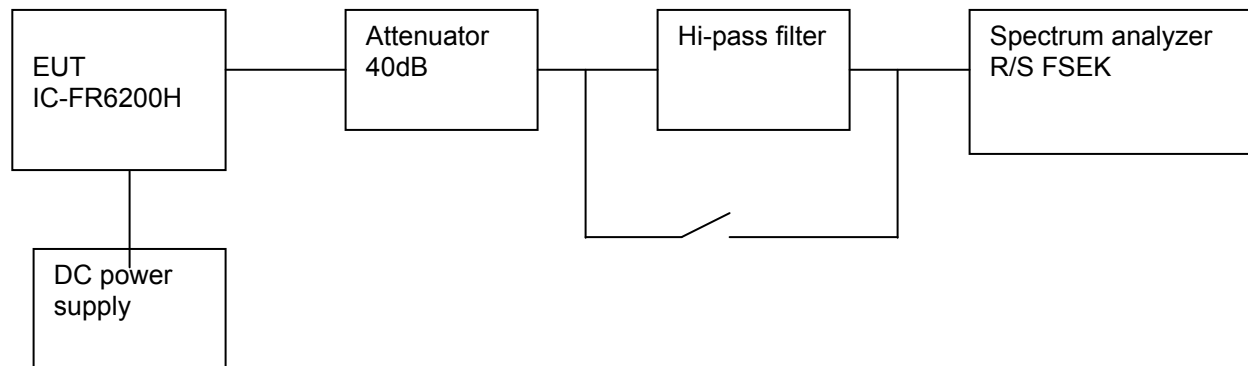 EUT
IC-FR6200H
Attenuator
40dB
Hi-pass filter
Spectrum analyzer
R/S FSEK
DC power
supply